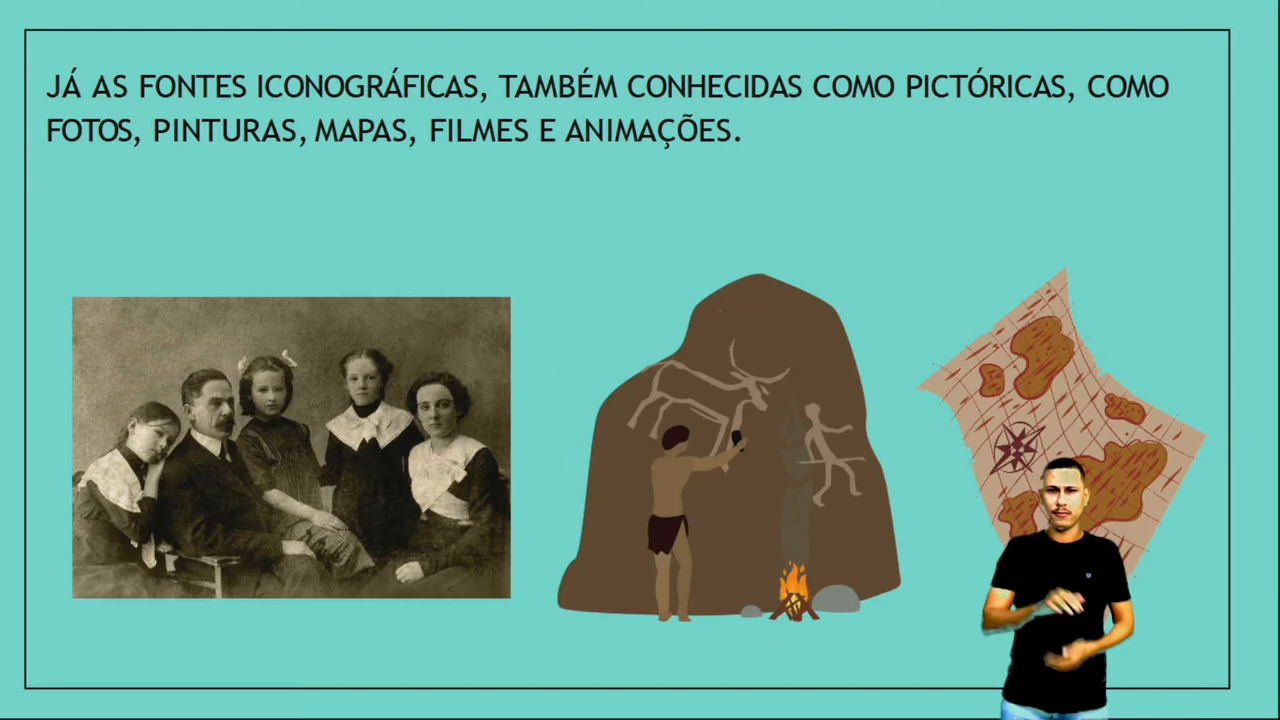 JÁ AS FONTES ICONOGRÁFICAS, TAMBÉM CONHECIDAS COMO PICTÓRICAS, COMO
FOTOS, PINTURAS, MAPAS, FILMES E ANIMAÇÕES.